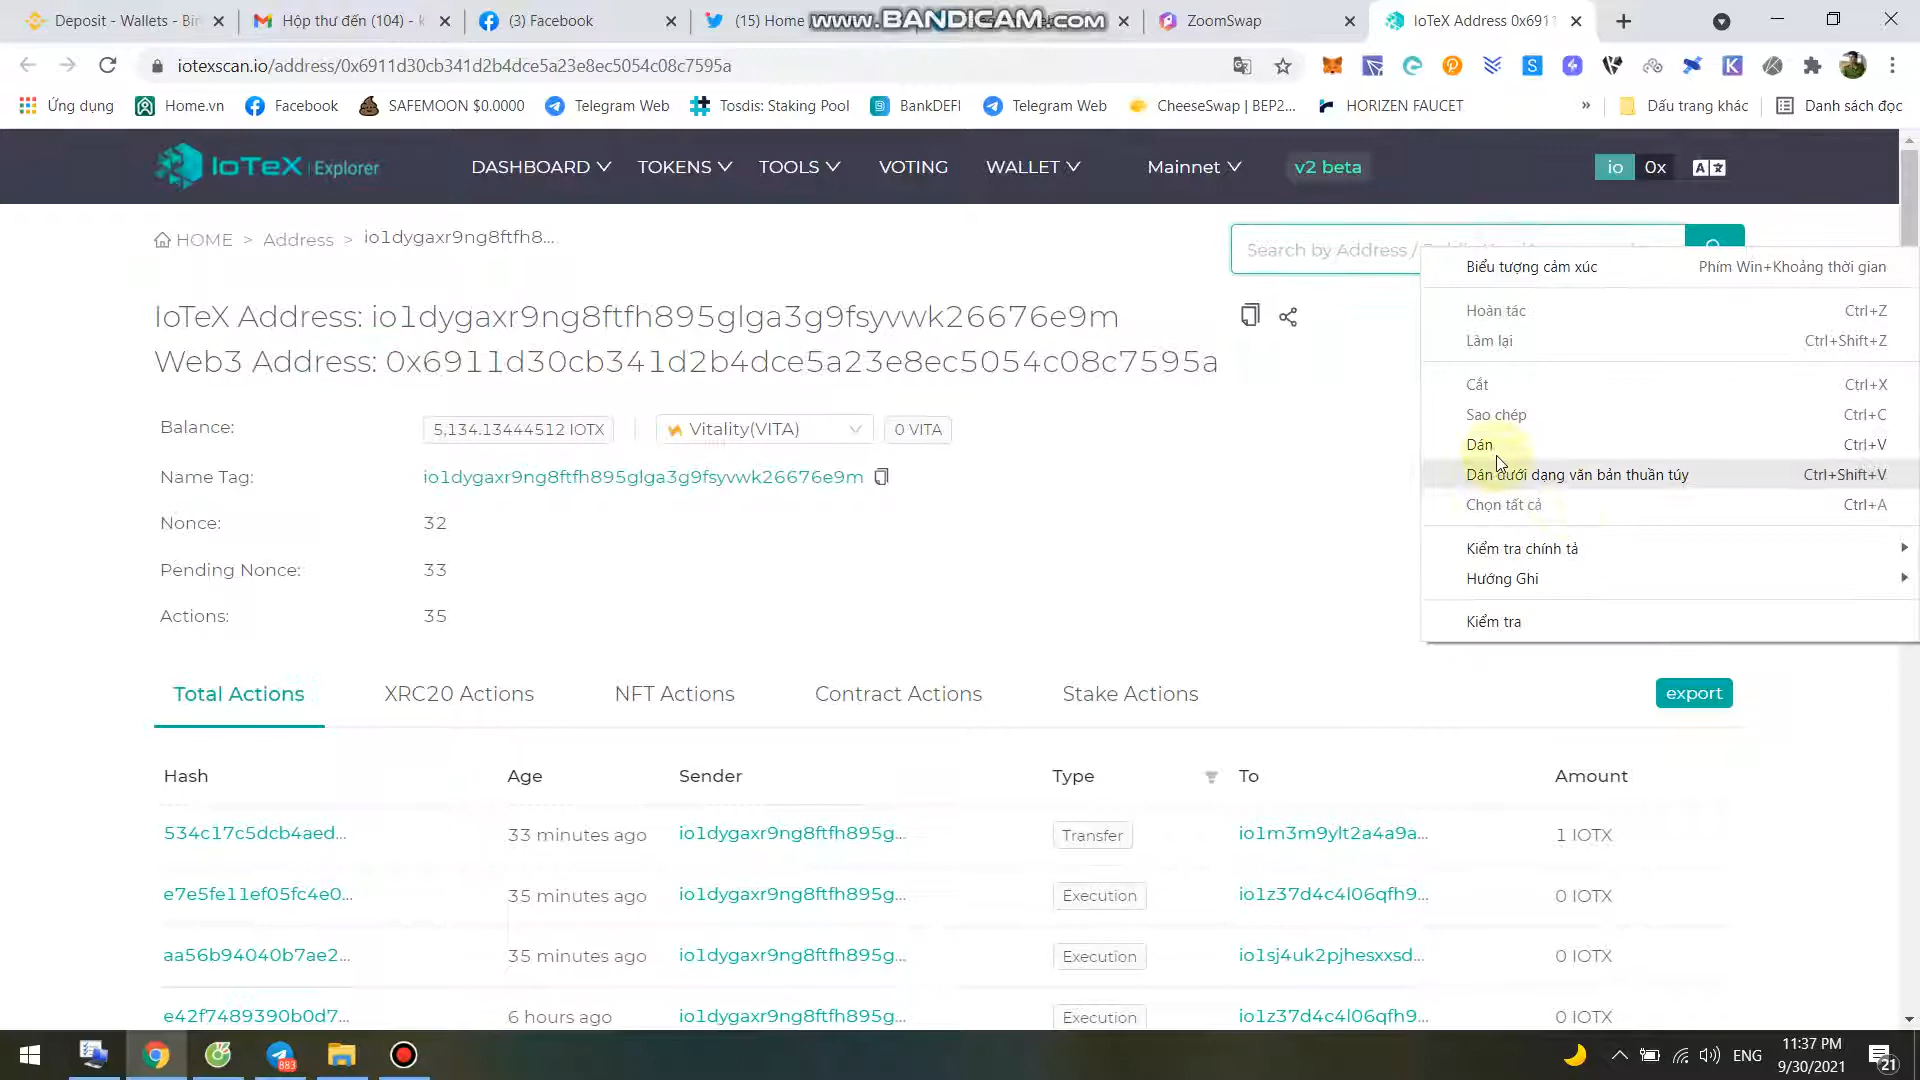 Deposit - Wallets - Bi
Hộp thư đến (104) - k
(3) Facebook
(15) Home
www.BANDICAM.com
ZoomSwap
IoTeX Address 0x6911
iotexscan.io/address/0x6911d30cb341d2b4dce5a23e8ec5054c08c7595a
Ứng dụng
Home.vn
Facebook
SAFEMOON $0.0000
Telegram Web
Tosdis: Staking Pool
BankDEFI
Telegram Web
CheeseSwap | BEP2...
HORIZEN FAUCET
»
Dấu trang khác
Danh sách đọc
IoTeX | Explorer
DASHBOARD
TOKENS
TOOLS
VOTING
WALLET
Mainnet
v2 beta
io
0x
HOME > Address > io1dygaxr9ng8ftfh8...
Search by Address /
IoTeX Address: io1dygaxr9ng8ftfh895glga3g9fsyvwk26676e9m
Web3 Address: 0x6911d30cb341d2b4dce5a23e8ec5054c08c7595a
Balance:
5,134.13444512 IOTX
Vitality(VITA)
0 VITA
Name Tag:
io1dygaxr9ng8ftfh895glga3g9fsyvwk26676e9m
Nonce:
32
Pending Nonce:
33
Actions:
35
Biểu tượng cảm xúc Phím Win+Khoảng thời gian
Hoàn tác Ctrl+Z
Làm lại Ctrl+Shift+Z
Cắt Ctrl+X
Sao chép Ctrl+C
Dán Ctrl+V
Dán dưới dạng văn bản thuần túy Ctrl+Shift+V
Chọn tất cả Ctrl+A
Kiểm tra chính tả
Hướng Ghi
Kiểm tra
Total Actions
XRC20 Actions
NFT Actions
Contract Actions
Stake Actions
export
Hash Age Sender Type To Amount
534c17c5dcb4aed... 33 minutes ago io1dygaxr9ng8ftfh895g... Transfer io1m3m9ylt2a4a9a... 1 IOTX
e7e5fe11ef05fc4e0... 35 minutes ago io1dygaxr9ng8ftfh895g... Execution io1z37d4c4l06qfh9... 0 IOTX
aa56b94040b7ae2... 35 minutes ago io1dygaxr9ng8ftfh895g... Execution io1sj4uk2pjhesxxsd... 0 IOTX
e42f7489390b0d7... 6 hours ago io1dygaxr9ng8ftfh895g... Execution io1z37d4c4l06qfh9... 0 IOTX
883
ENG
11:37 PM
9/30/2021
21